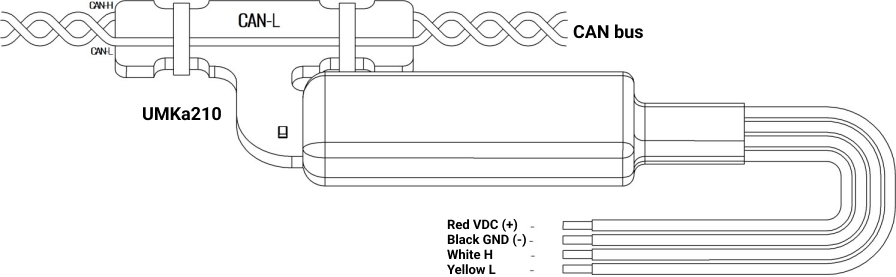 CAN-H
CAN-L
CAN bus
CAN-L
UMKa210
Red VDC (+) -
Black GND (-) -
White H -
Yellow L -